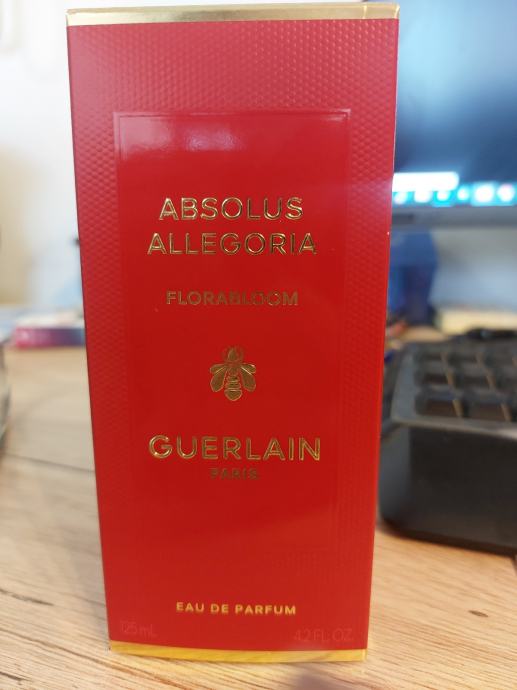 ABSOLUS
ALLEGORIA
FLORABLOOM
GUERLAIN
PARIS
EAU DE PARFUM
125 mL 4.2 FL. OZ.